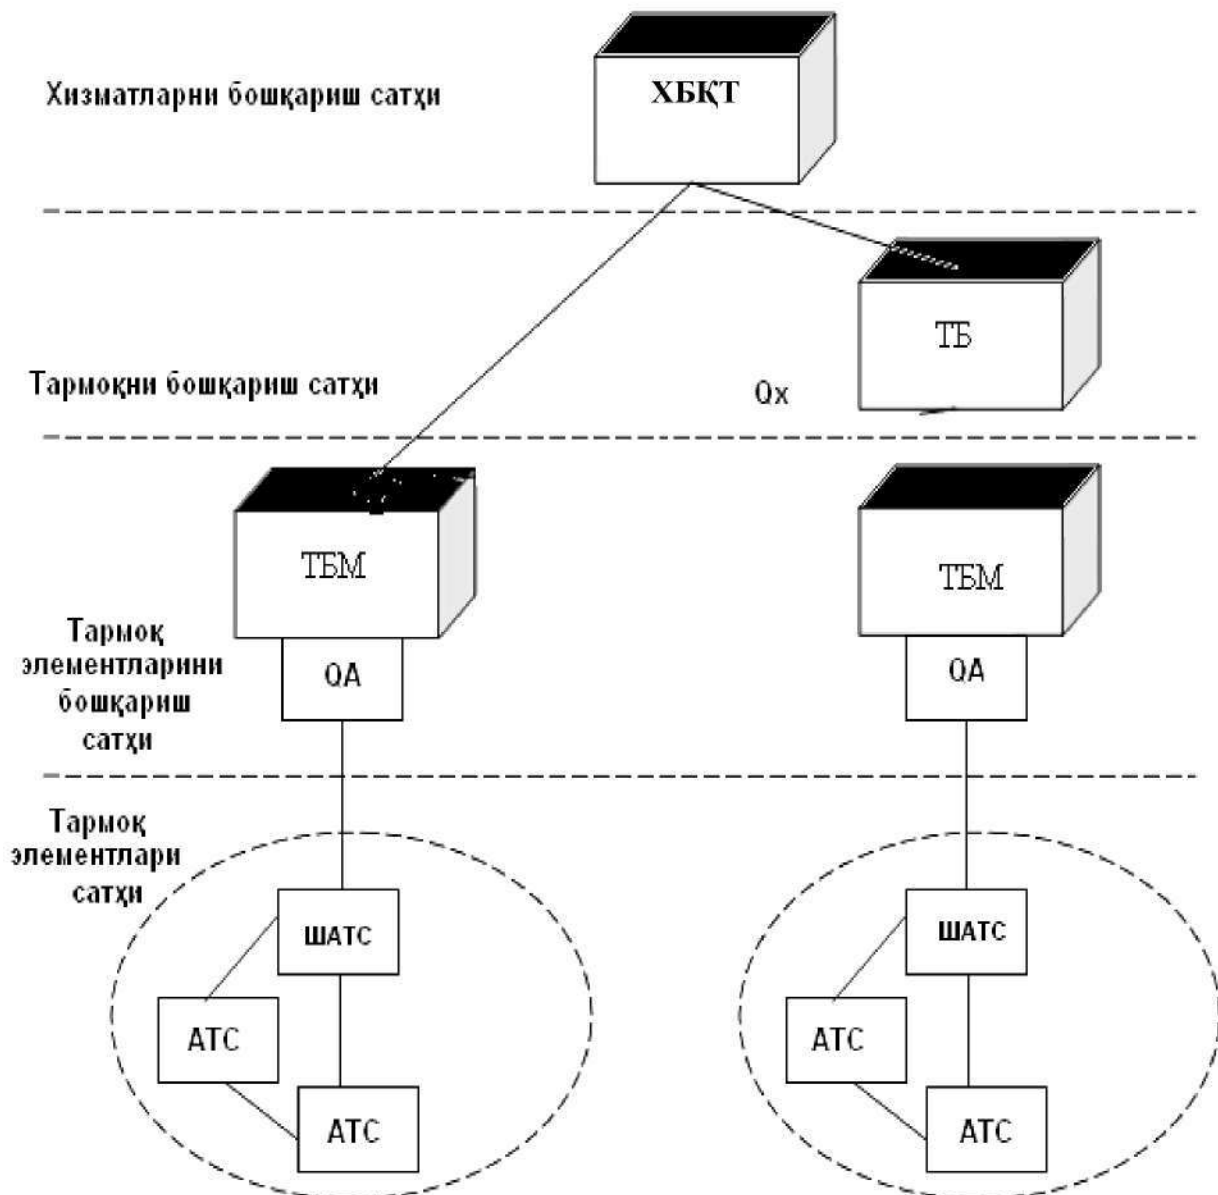 Хизматларни бошқариш сатҳи
ХБҚТ
ТБ
Тармоқни бошқариш сатҳи
Qx
ТБМ
ТБМ
Тармоқ
элементларини
бошқариш
сатҳи
QA
QA
Тармоқ
элементлари
сатҳи
ШАТС
ШАТС
АТС
АТС
АТС
АТС